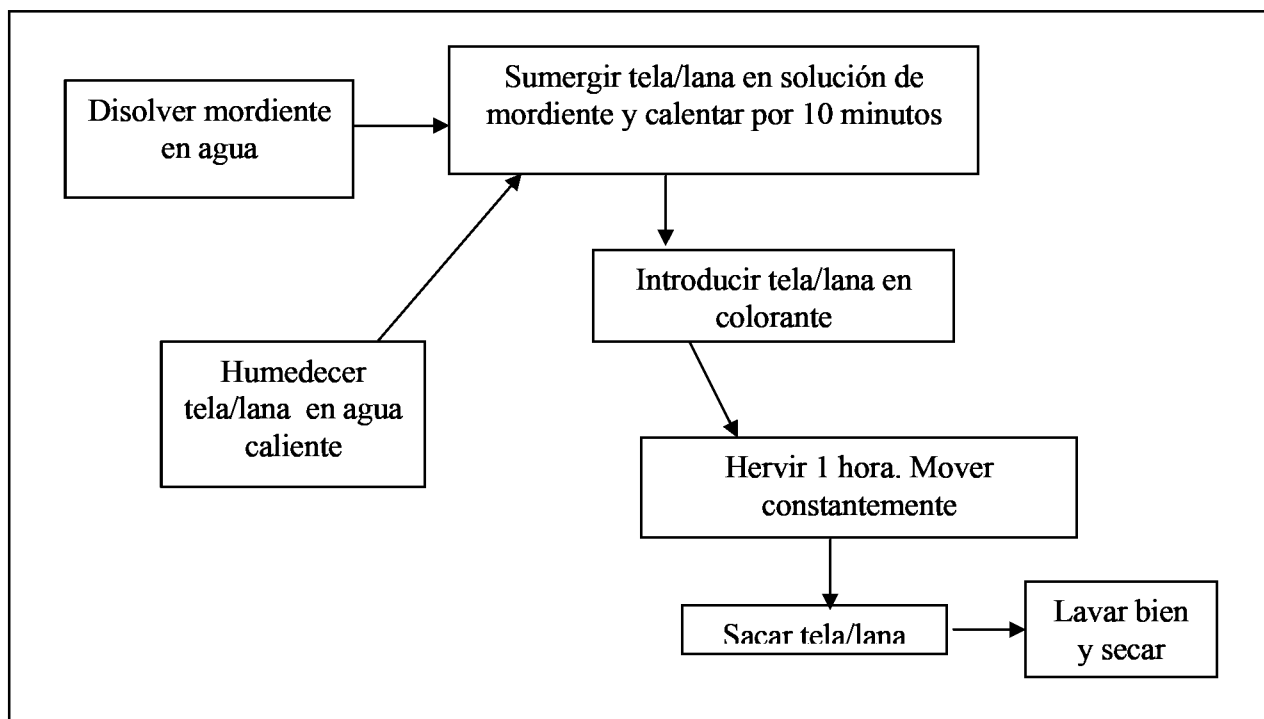 Disolver mordiente
en agua
Sumergir tela/lana en solución de
mordiente y calentar por 10 minutos
Humedecer
tela/lana en agua
caliente
Introducir tela/lana en
colorante
Hervir 1 hora. Mover
constantemente
Sacar tela/lana
Lavar bien
y secar